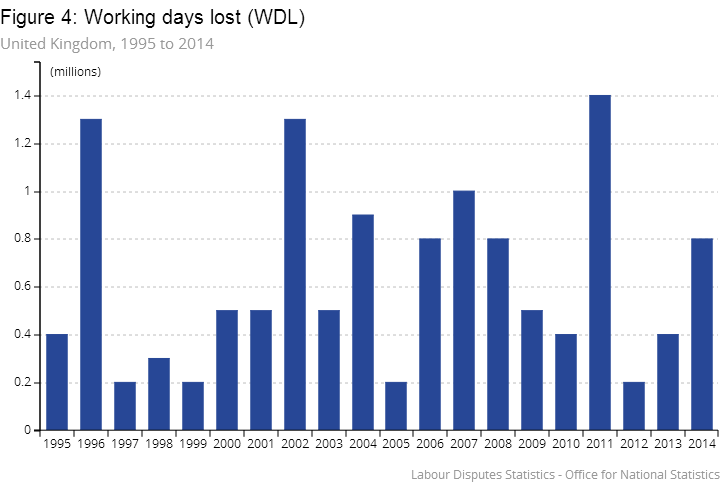 Figure 4: Working days lost (WDL)
United Kingdom, 1995 to 2014
(millions)
1.4
1.2
1
0.8
0.6
0.4
0.2
0
1995 1996 1997 1998 1999 2000 2001 2002 2003 2004 2005 2006 2007 2008 2009 2010 2011 2012 2013 2014
Labour Disputes Statistics - Office for National Statistics